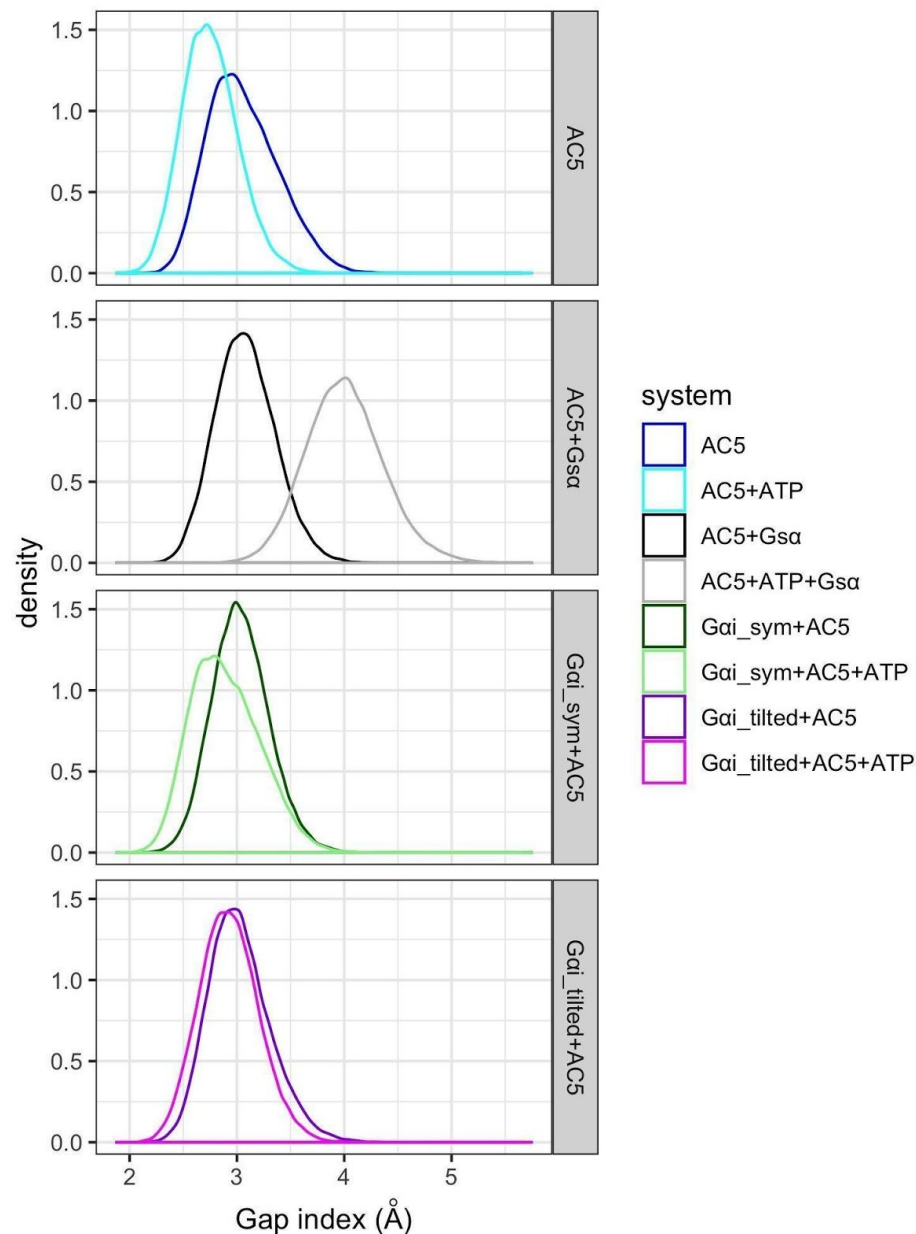 1.5
1.0
0.5
0.0
AC5
1.5
1.0
0.5
0.0
AC5+Gsα
1.5
1.0
0.5
0.0
Gαi_sym+AC5
1.5
1.0
0.5
0.0
Gαi_tilted+AC5
2 3 4 5
Gap index (Å)
density
system
AC5
AC5+ATP
AC5+Gsα
AC5+ATP+Gsα
Gαi_sym+AC5
Gαi_sym+AC5+ATP
Gαi_tilted+AC5
Gαi_tilted+AC5+ATP